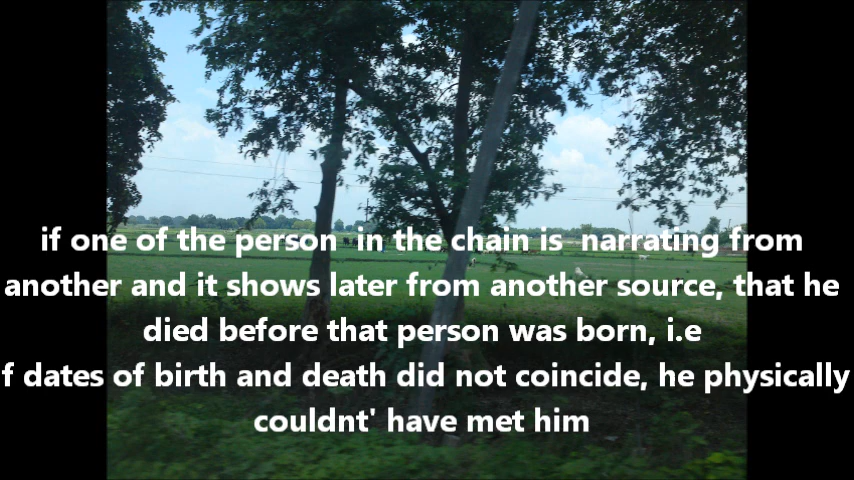 if one of the person  in the chain is  narrating from
another and it shows later from another source, that he
died before that person was born, i.e
f dates of birth and death did not coincide, he physically
couldnt' have met him